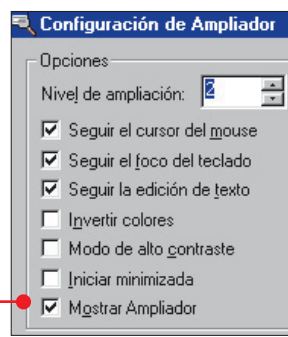 Configuración de Ampliador
Opciones
Nivel de ampliación: 2
Seguir el cursor del mouse
Seguir el foco del teclado
Seguir la edición de texto
Invertir colores
Modo de alto contraste
Iniciar minimizada
Mostrar Ampliador